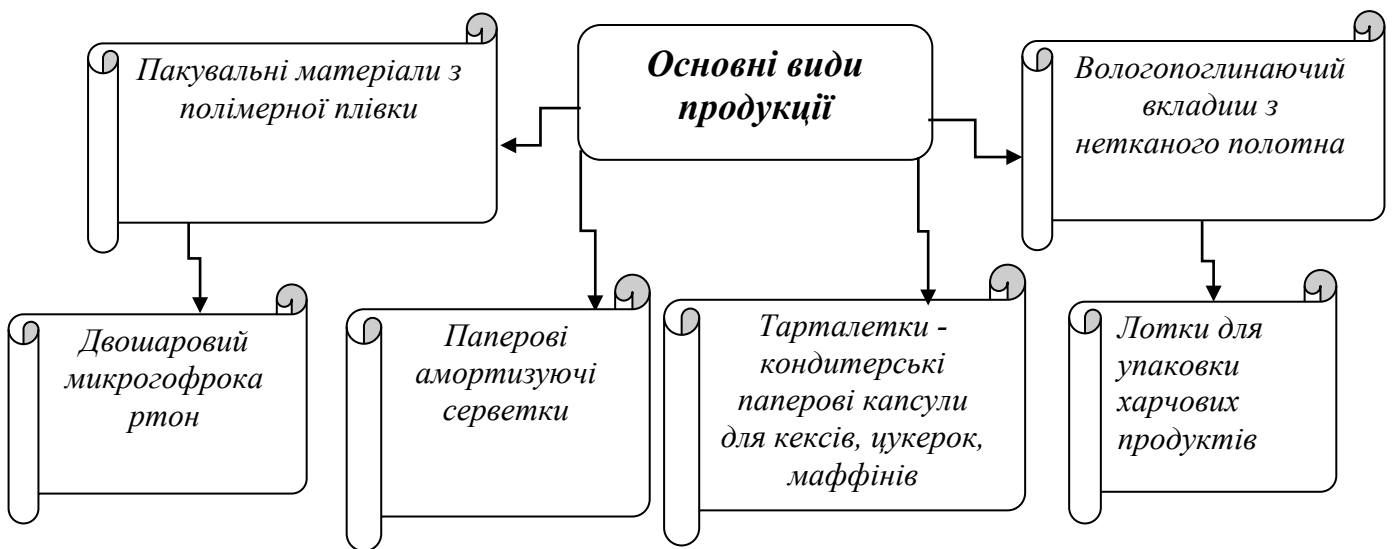 Основні види
продукції
Пакувальні матеріали з
полімерної плівки
Вологопоглинаючий
вкладиш з
нетканого полотна
Двошаровий
микрогофрока
ртон
Паперові
амортизуючі
серветки
Тарталетки -
кондитерські
паперові капсули
для кексів, цукерок,
маффінів
Лотки для
упаковки
харчових
продуктів